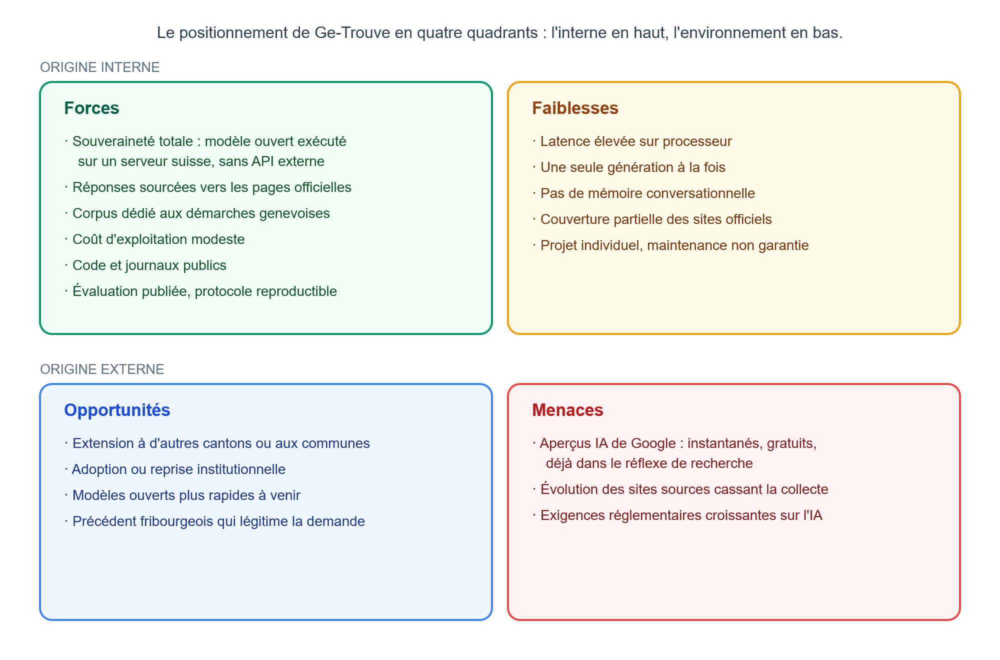 Le positionnement de Ge-Trouve en quatre quadrants : l'interne en haut, l'environnement en bas.
ORIGINE INTERNE
Forces
· Souveraineté totale : modèle ouvert exécuté
sur un serveur suisse, sans API externe
· Réponses sourcées vers les pages officielles
· Corpus dédié aux démarches genevoises
· Coût d'exploitation modeste
· Code et journaux publics
· Évaluation publiée, protocole reproductible
Faiblesses
· Latence élevée sur processeur
· Une seule génération à la fois
· Pas de mémoire conversationnelle
· Couverture partielle des sites officiels
· Projet individuel, maintenance non garantie
ORIGINE EXTERNE
Opportunités
· Extension à d'autres cantons ou aux communes
· Adoption ou reprise institutionnelle
· Modèles ouverts plus rapides à venir
· Précédent fribourgeois qui légitime la demande
Menaces
· Aperçus IA de Google : instantanés, gratuits,
déjà dans le réflexe de recherche
· Évolution des sites sources cassant la collecte
· Exigences réglementaires croissantes sur l'IA